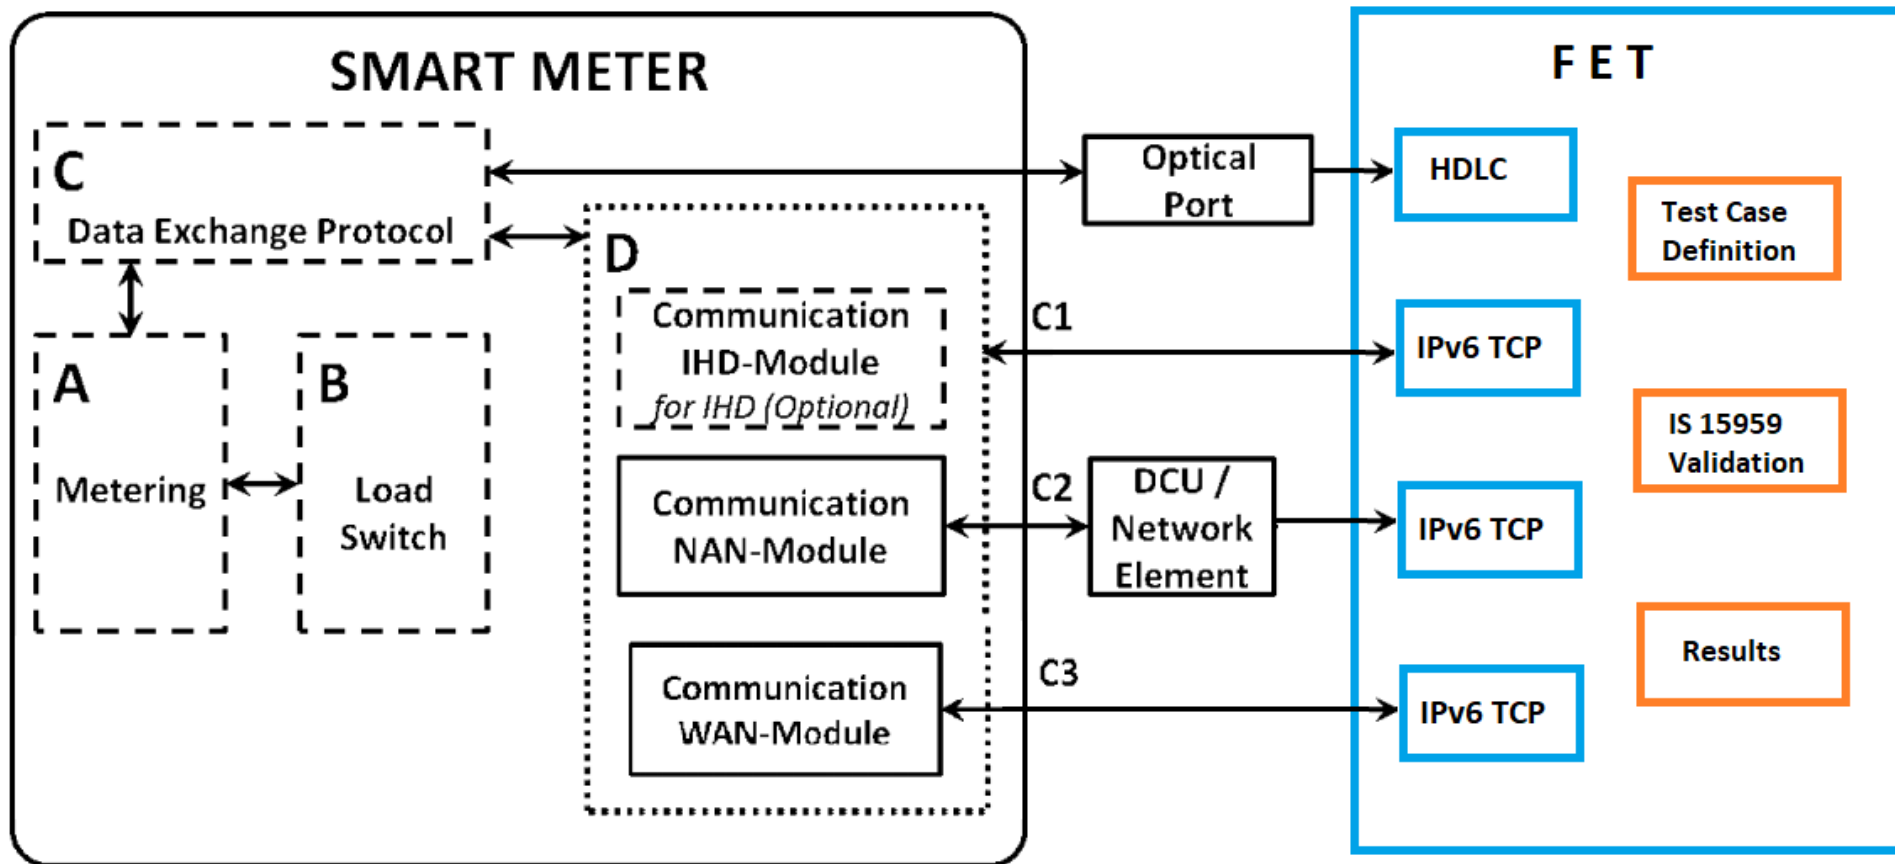 SMART METER
C
Data Exchange Protocol
A
Metering
B
Load
Switch
D
Communication
IHD-Module
for IHD (Optional)
Communication
NAN-Module
Communication
WAN-Module
C1
C2
C3
Optical
Port
DCU /
Network
Element
F E T
HDLC
IPv6 TCP
IPv6 TCP
IPv6 TCP
Test Case
Definition
IS 15959
Validation
Results